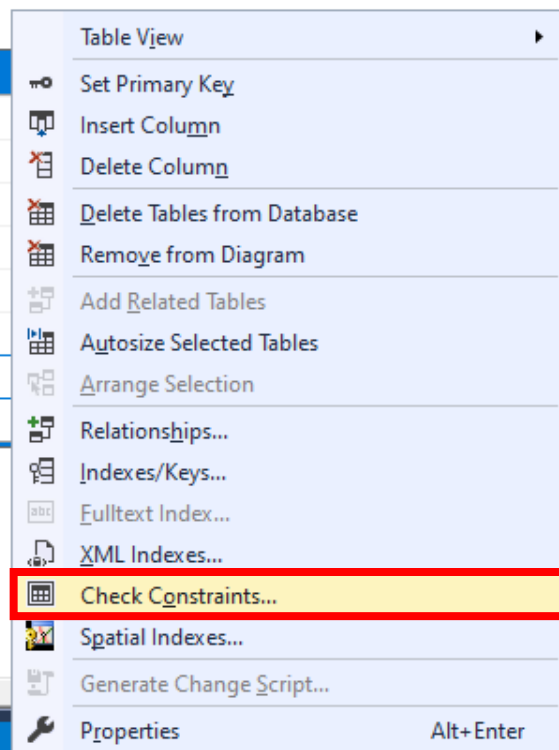 Table View
Set Primary Key
Insert Column
Delete Column
Delete Tables from Database
Remove from Diagram
Add Related Tables
Autosize Selected Tables
Arrange Selection
Relationships...
Indexes/Keys...
abc Fulltext Index...
XML Indexes...
Check Constraints...
Spatial Indexes...
Generate Change Script...
Properties Alt+Enter